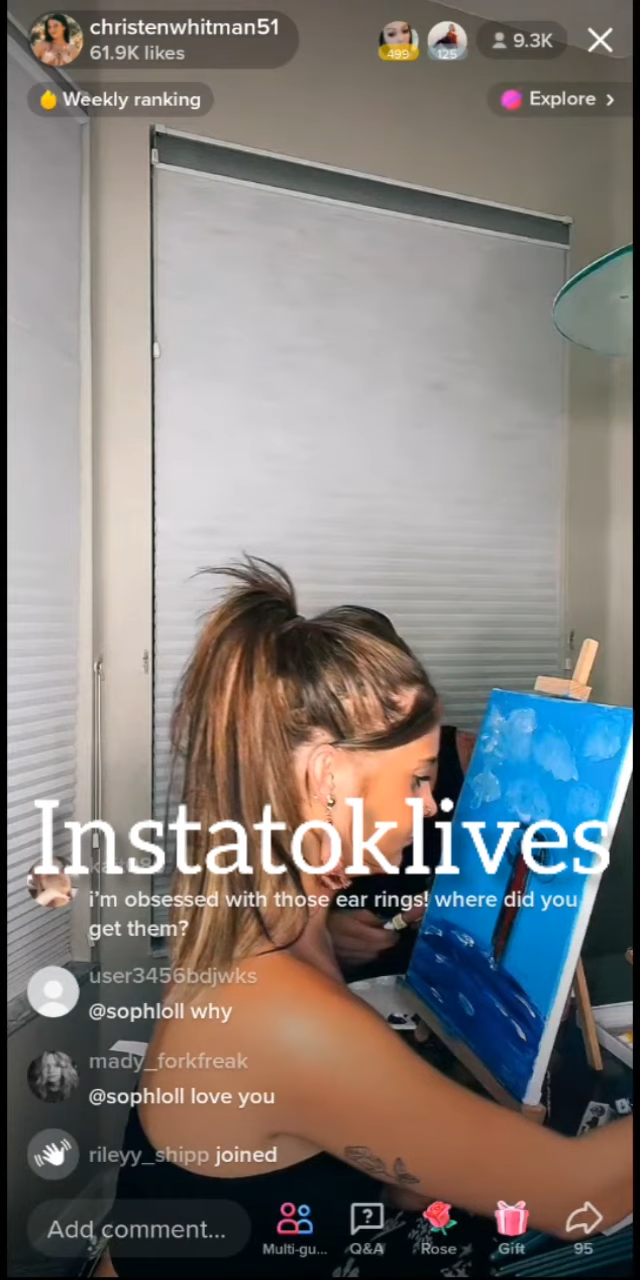 christenwhitman51
61.9K likes
499
125
9.3K
Weekly ranking
Explore >
Instatoklives
i'm obsessed with those ear rings! where did you
get them?
user3456bdjwks
@sophloll why
mady_forkfreak
@sophloll love you
rileyy_shipp joined
Add comment...
Multi-gu...
Q&A
Rose
Gift
95